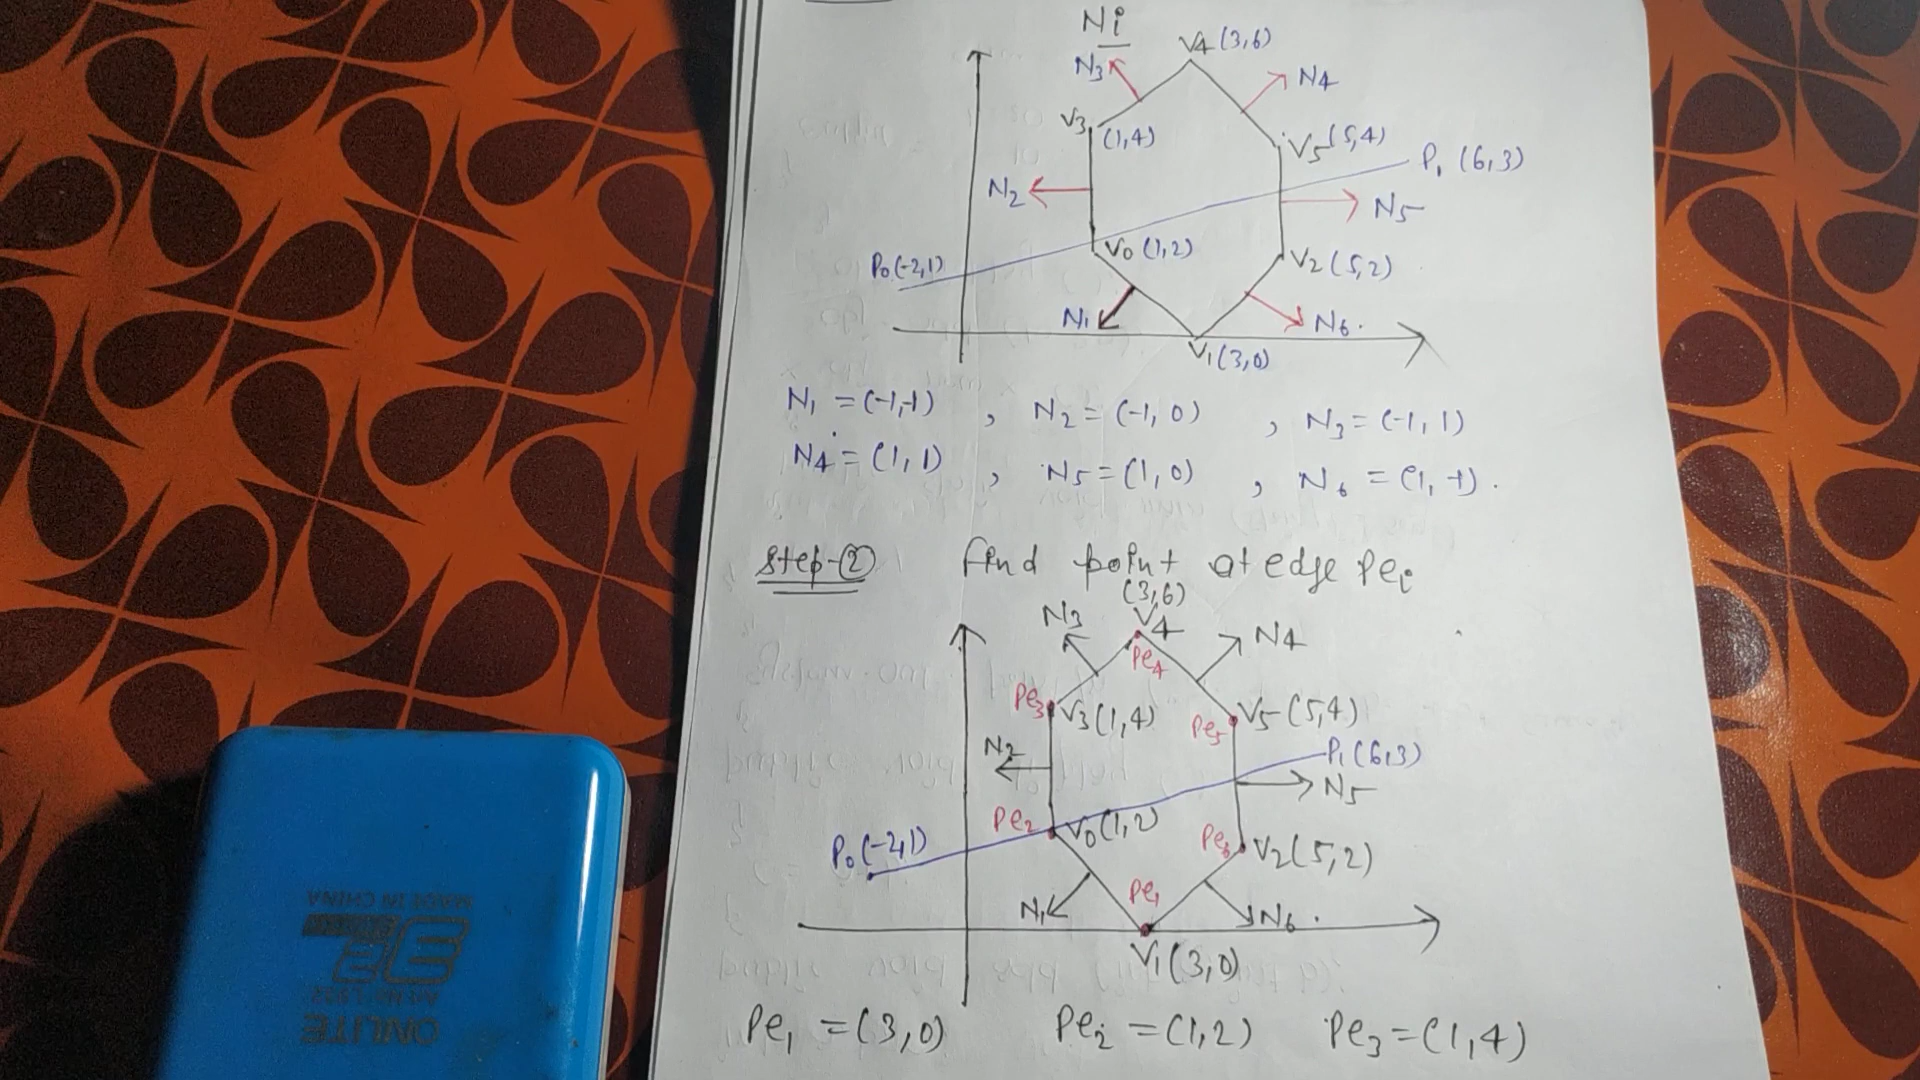 Ni
V4 (3,6)
N3
N4
V3
(1,4)
V5 (5,4)
P1 (6,3)
N2
N5
P0(-2,1)
V0 (1,2)
V2 (5,2)
N1
N6.
V1(3,0)
N1 = (-1,-1) , N2 = (-1, 0) , N3 = (-1, 1)
N4 = (1, 1) , N5 = (1, 0) , N6 = (1, -1).
Step-② Find point at edge Pei
(3,6)
N3 V4 N4
Pe4
Pe3 V3(1,4) Pe5 V5 (5,4)
N2 P1(6,3)
N5
Pe2 V0(1,2) Pe6 V2(5,2)
P0(-2,1)
N1 Pe1 N6.
V1(3,0)
Pe1 = (3,0) Pe2 = (1,2) Pe3 = (1,4)
ONLITE
MADE IN CHINA